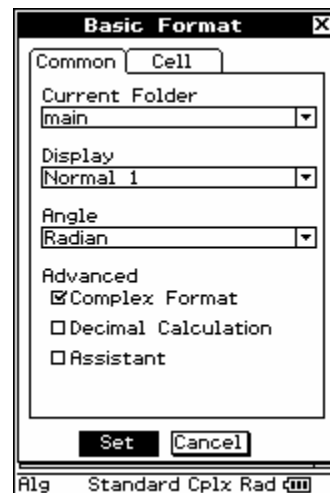 Basic Format X
Common Cell
Current Folder
main
Display
Normal 1
Angle
Radian
Advanced
Complex Format
Decimal Calculation
Assistant
Set Cancel
Alg Standard Cplx Rad